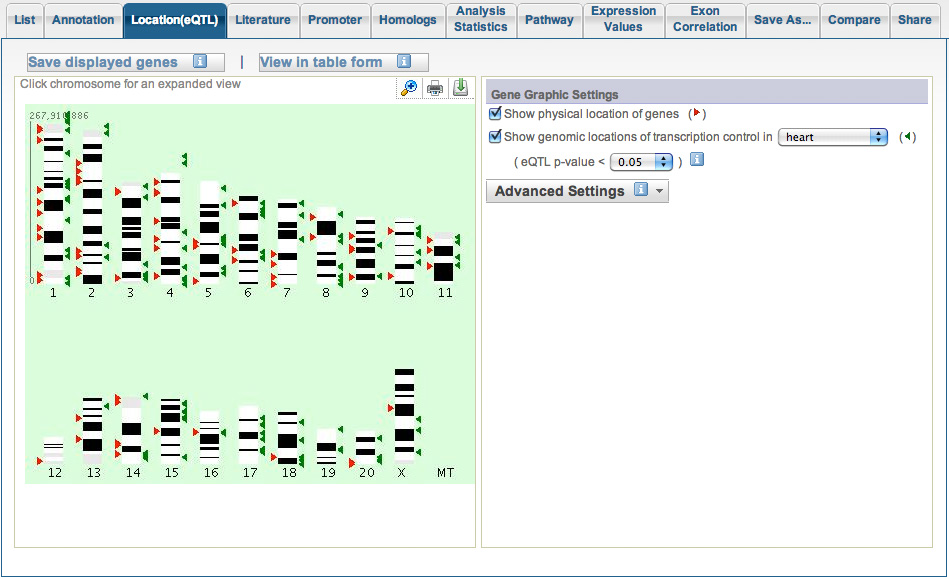 List Annotation Location(eQTL) Literature Promoter Homologs Analysis Statistics Pathway Expression Values Exon Correlation Save As... Compare Share
Save displayed genes i | View in table form i
Click chromosome for an expanded view
267,910,886
0
1 2 3 4 5 6 7 8 9 10 11
12 13 14 15 16 17 18 19 20 X MT
Gene Graphic Settings
Show physical location of genes ( )
Show genomic locations of transcription control in heart ( )
( eQTL p-value < 0.05 ) i
Advanced Settings i